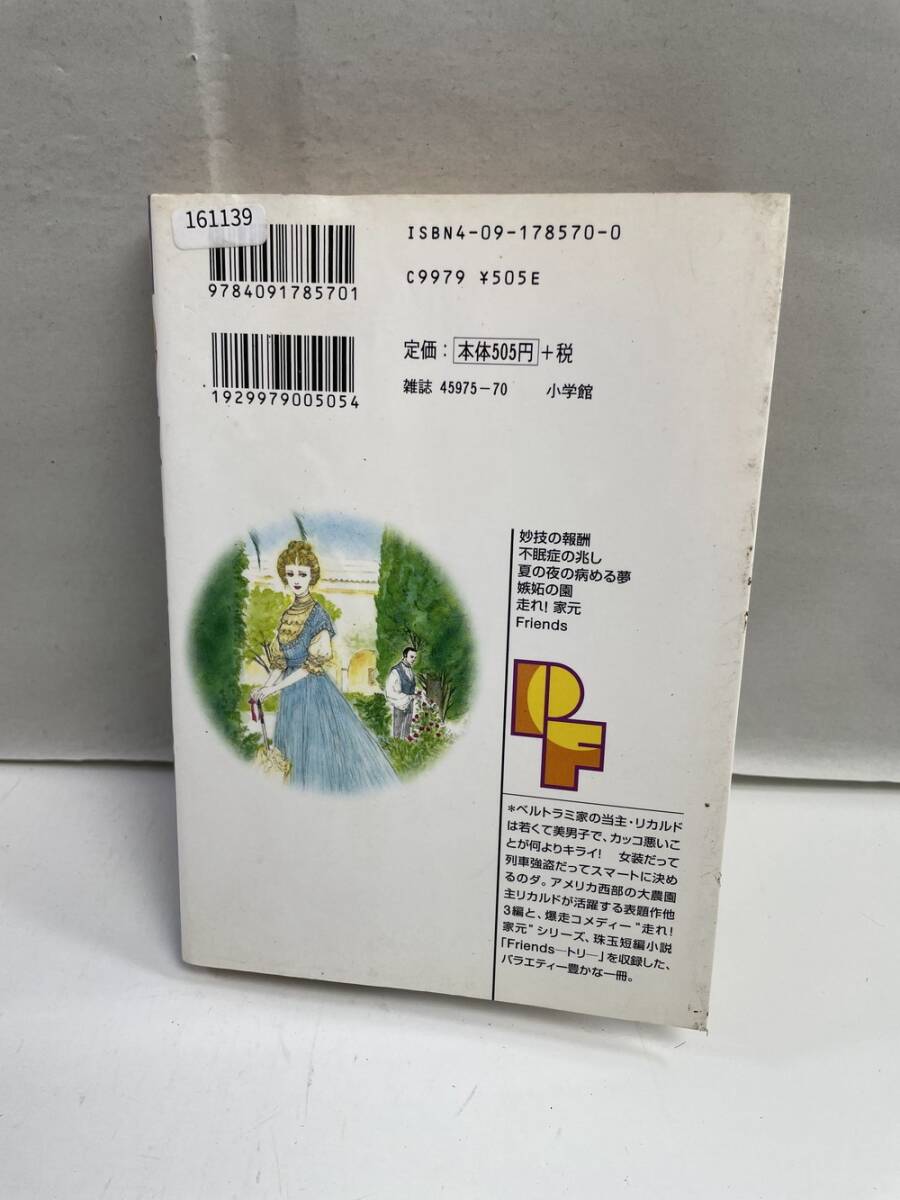 161139
ISBN4-09-178570-0
C9979 ¥505E
9784091785701
定価：本体505円+税
雑誌 45975-70 小学館
1929979005054
妙技の報酬
不眠症の兆し
夏の夜の病める夢
嫉妬の園
走れ! 家元
Friends
PF
*ベルトラミ家の当主・リカルド
は若くて美男子で、カッコ悪いこ
とが何よりキライ! 女装だって
列車強盗だってスマートに決め
るのダ。アメリカ西部の大農園
主リカルドが活躍する表題作他
3編と、爆走コメディー“走れ!
家元”シリーズ、珠玉短編小説
「Friends—トリ—」を収録した、
バラエティー豊かな一冊。